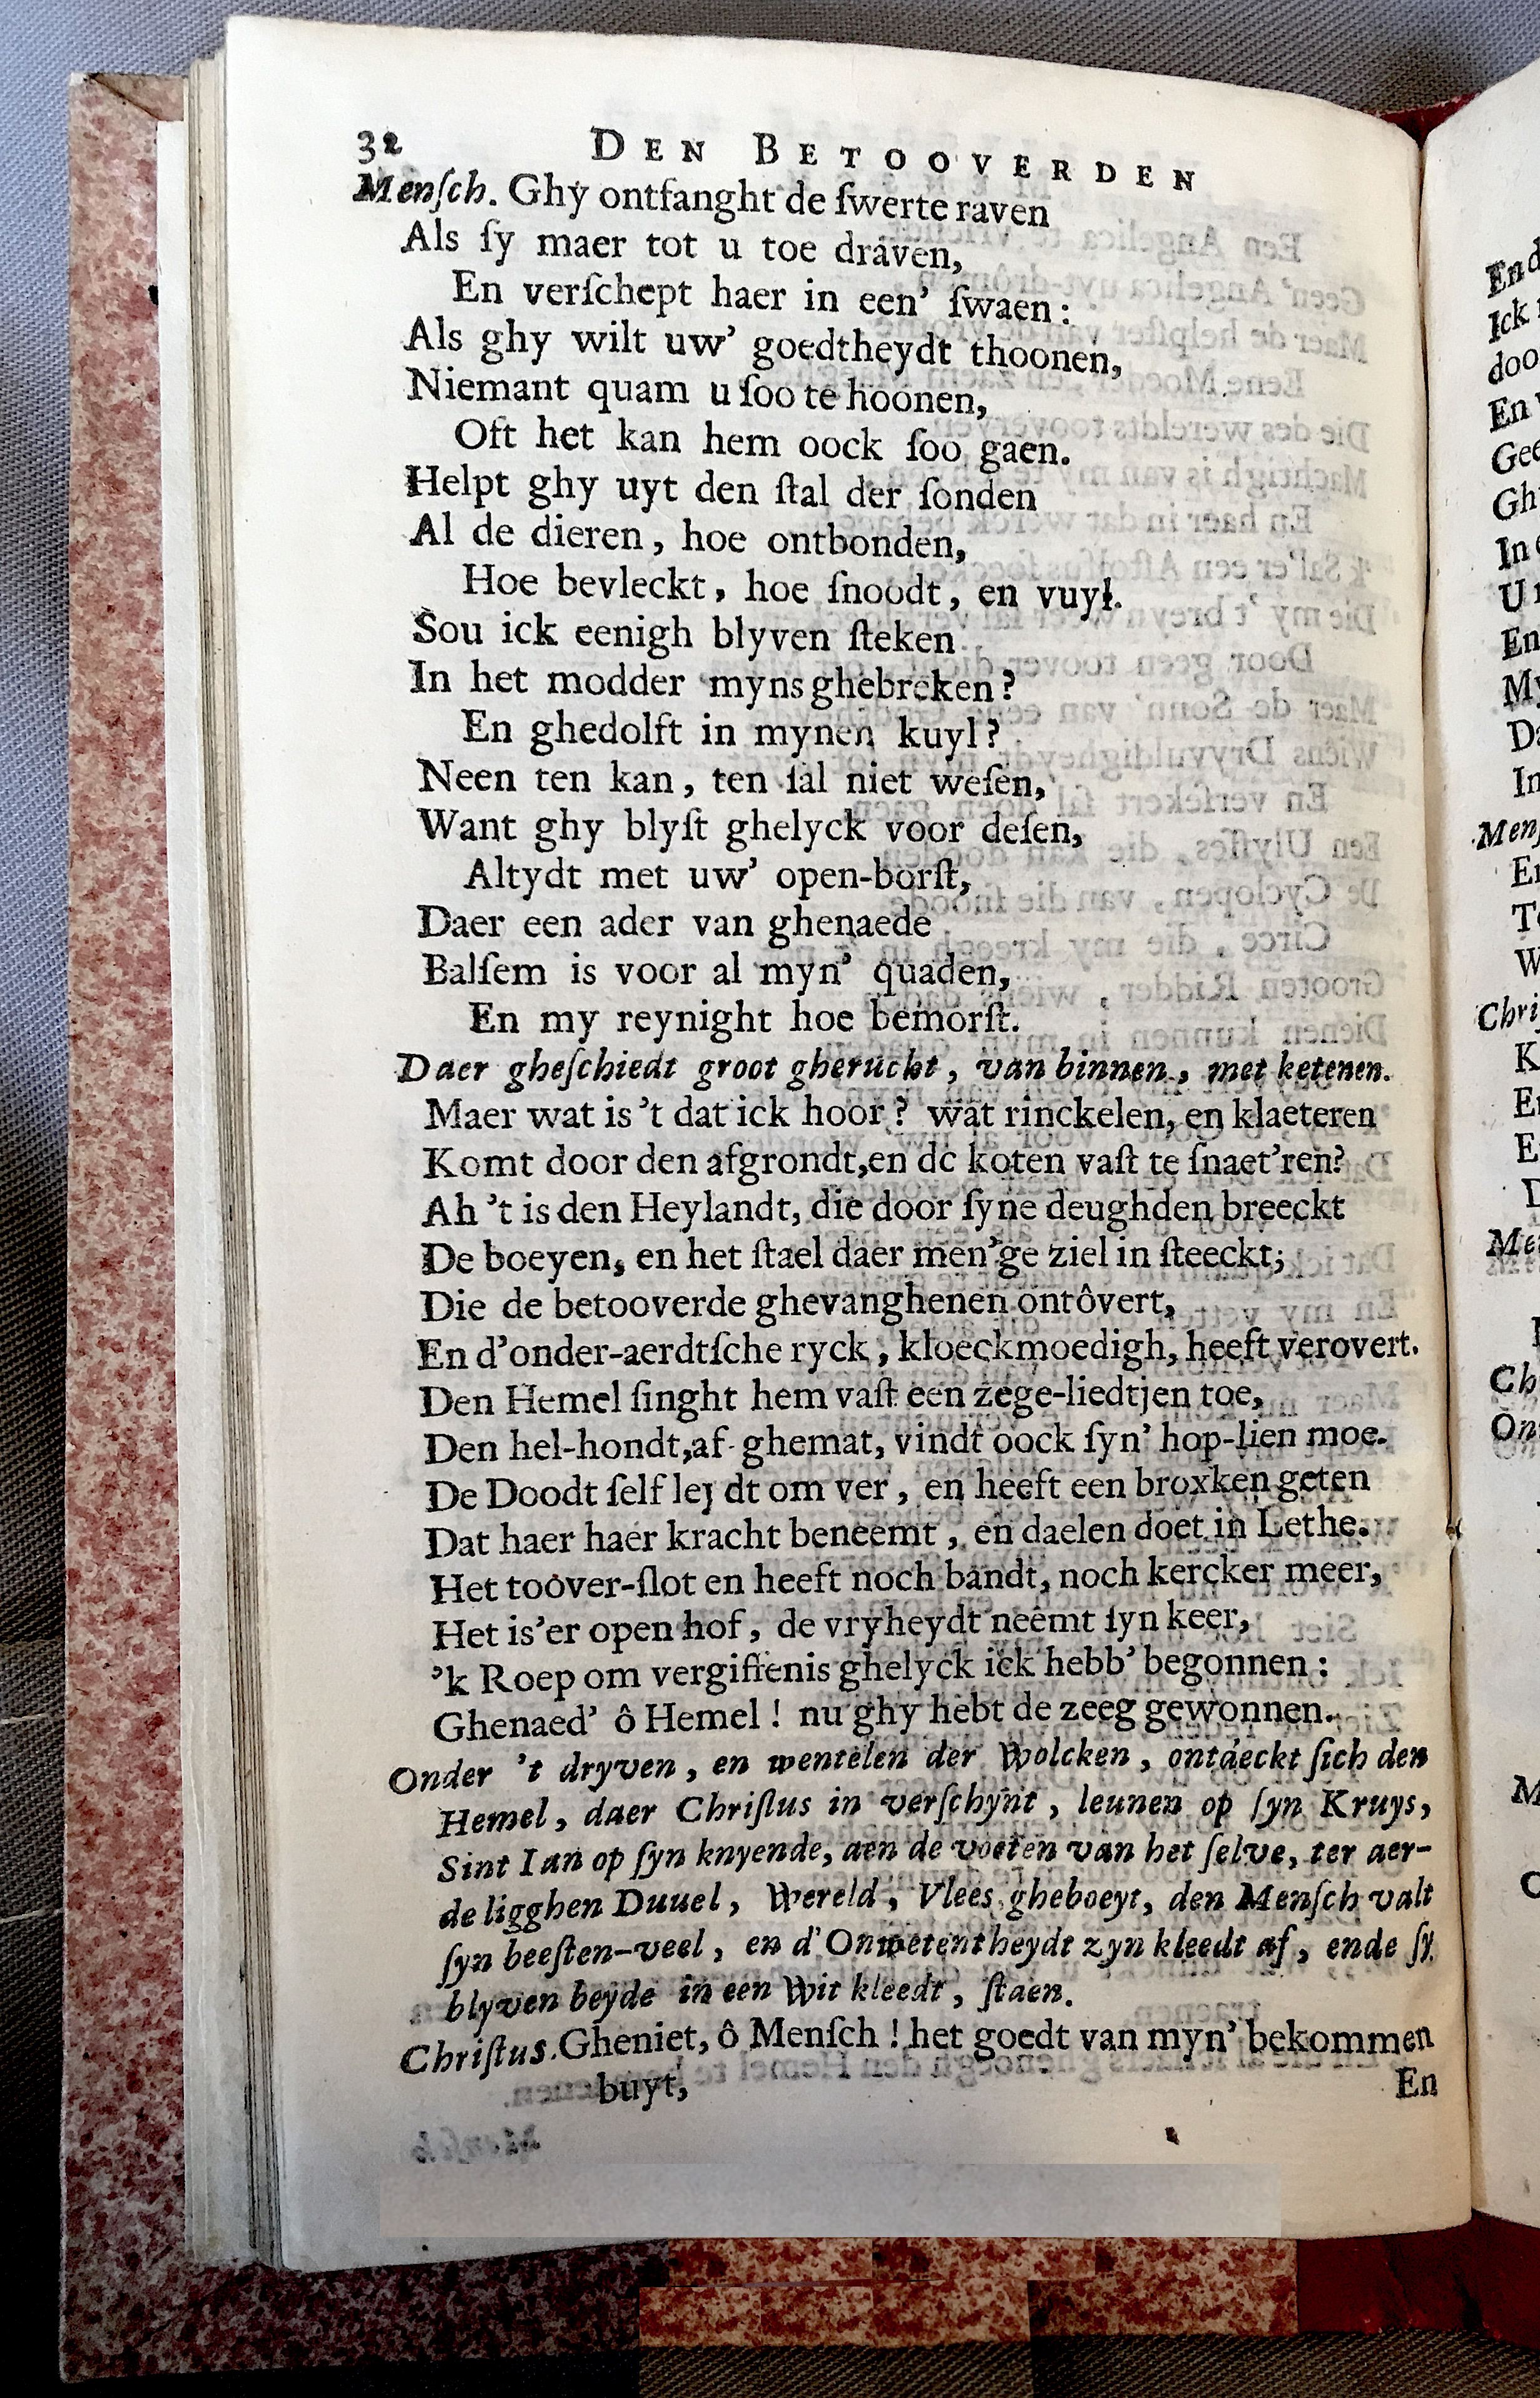 32 DEN BETOOVERDEN
Menſch. Ghy ontfanght de ſwerte raven
Als ſy maer tot u toe draven,
En verſchept haer in een' ſwaen:
Als ghy wilt uw' goedtheydt thoonen,
Niemant quam u ſoo te hoonen,
Oft het kan hem oock ſoo gaen.
Helpt ghy uyt den ſtal der ſonden
Al de dieren, hoe ontbonden,
Hoe bevleckt, hoe ſnoodt, en vuyl.
Sou ick eenigh blyven ſteken
In het modder myns ghebreken?
En ghedolft in mynen kuyl?
Neen ten kan, ten ſal niet weſen,
Want ghy blyft ghelyck voor deſen,
Altydt met uw' open-borſt,
Daer een ader van ghenaede
Balſem is voor al myn' quaden,
En my reynight hoe bemorſt.
Daer gheſchiedt groot gherucht, van binnen, met ketenen.
Maer wat is 't dat ick hoor? wat rinckelen, en klaeteren
Komt door den afgrondt,en de koten vaſt te ſnaet'ren?
Ah 't is den Heylandt, die door ſyne deughden breeckt
De boeyen, en het ſtael daer men'ge ziel in ſteeckt;
Die de betooverde ghevanghenen ontôvert,
En d'onder-aerdtſche ryck, kloeckmoedigh, heeft verovert.
Den Hemel ſinght hem vaſt een zege-liedtjen toe,
Den hel-hondt,af-ghemat, vindt oock ſyn' hop-lien moe.
De Doodt ſelf leydt om ver, en heeft een broxken geten
Dat haer haer kracht beneemt, en daelen doet in Lethe.
Het toover-ſlot en heeft noch bandt, noch kercker meer,
Het is'er open hof, de vryheydt neemt ſyn keer,
'k Roep om vergiffenis ghelyck ick hebb' begonnen:
Ghenaed' ô Hemel! nu ghy hebt de zeeg gewonnen.
Onder 't dryven, en wentelen der Wolcken, ontdeckt ſich den
Hemel, daer Chriſtus in verſchynt, leunen op ſyn Kruys,
Sint Ian op ſyn knyende, aen de voeten van het ſelve, ter aer-
de ligghen Duuel, Wereld, Vlees gheboeyt, den Menſch valt
ſyn beeſten-veel, en d'Onwetentheydt zyn kleedt af, ende ſy
blyven beyde in een Wit kleedt, ſtaen.
Chriſtus. Gheniet, ô Menſch! het goedt van myn' bekommen
buyt, En